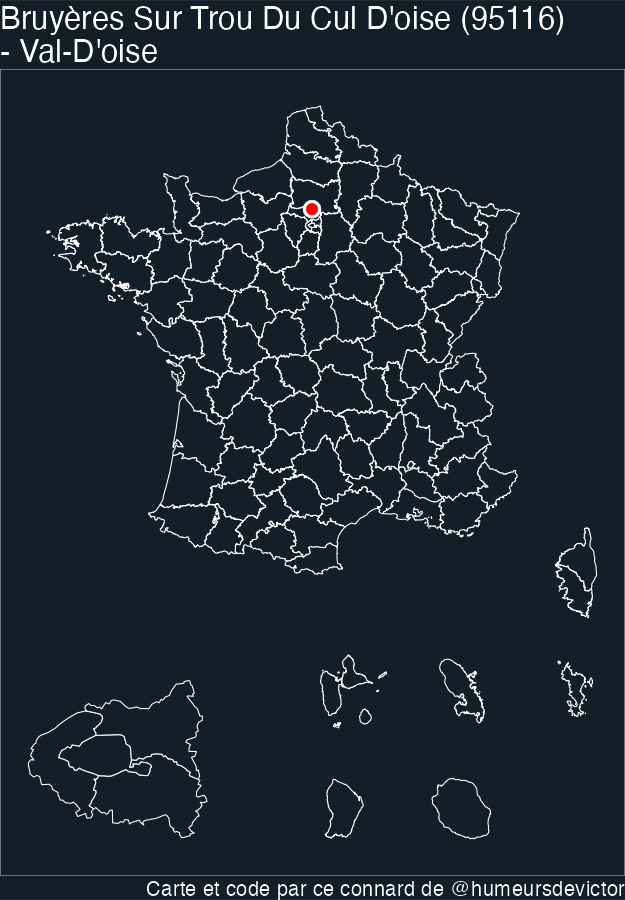 Bruyères Sur Trou Du Cul D'oise (95116)
- Val-D'oise
Carte et code par ce connard de @humeursdevictor